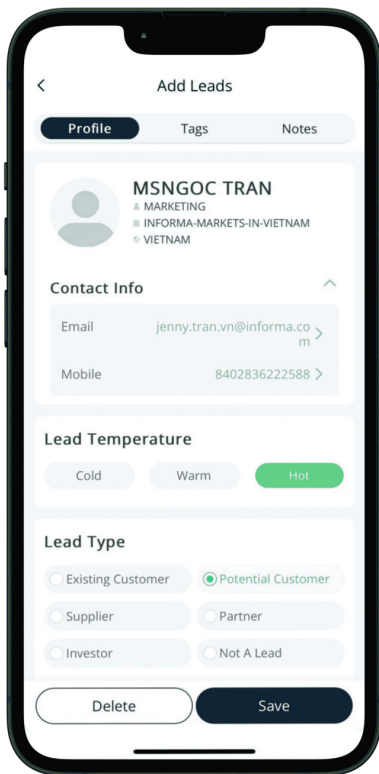 Add Leads
Profile Tags Notes
MSNGOC TRAN
MARKETING
INFORMA-MARKETS-IN-VIETNAM
VIETNAM
Contact Info
Email jenny.tran.vn@informa.co
m
Mobile 8402836222588
Lead Temperature
Cold Warm Hot
Lead Type
Existing Customer Potential Customer
Supplier Partner
Investor Not A Lead
Delete Save